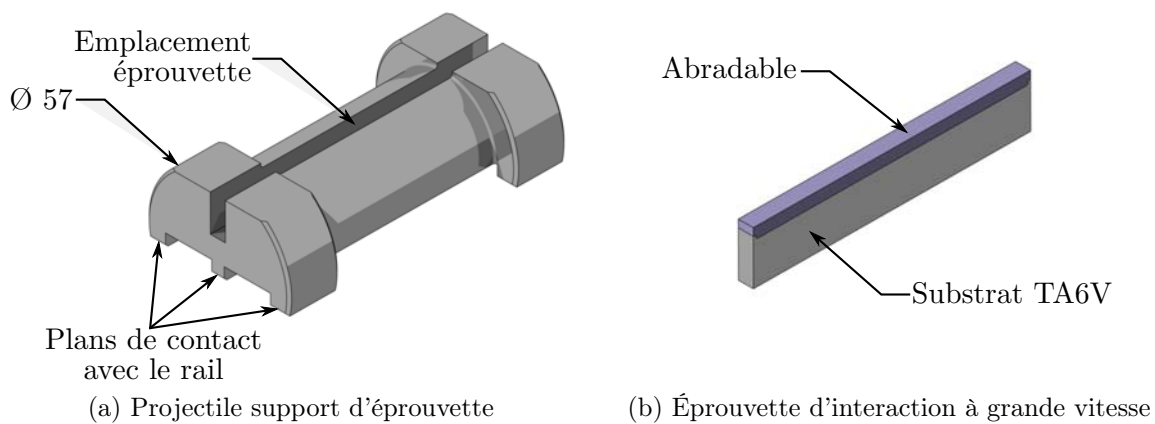 Emplacement
éprouvette
Ø 57
Plans de contact
avec le rail
(a) Projectile support d'éprouvette
Abradable
Substrat TA6V
(b) Éprouvette d'interaction à grande vitesse